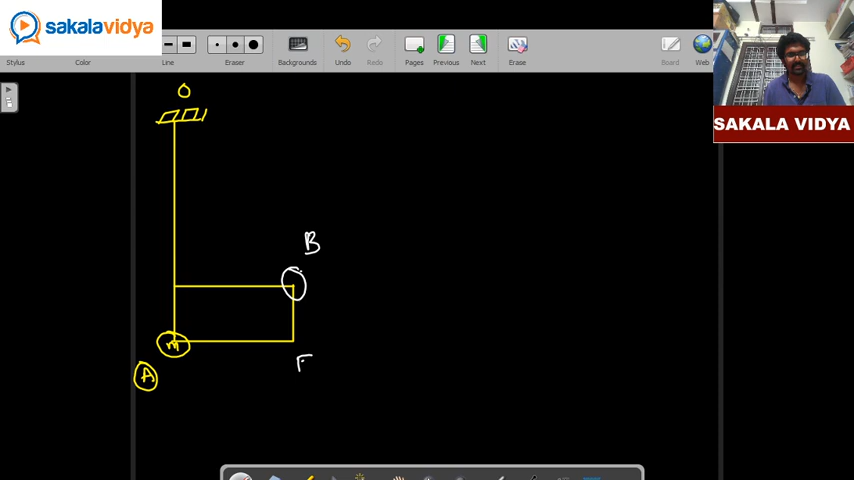 sakalavidya
Stylus
Color
Line
Eraser
Backgrounds
Undo
Redo
Pages
Previous
Next
Erase
Board
Web
SAKALA VIDYA
O
B
m
F
A